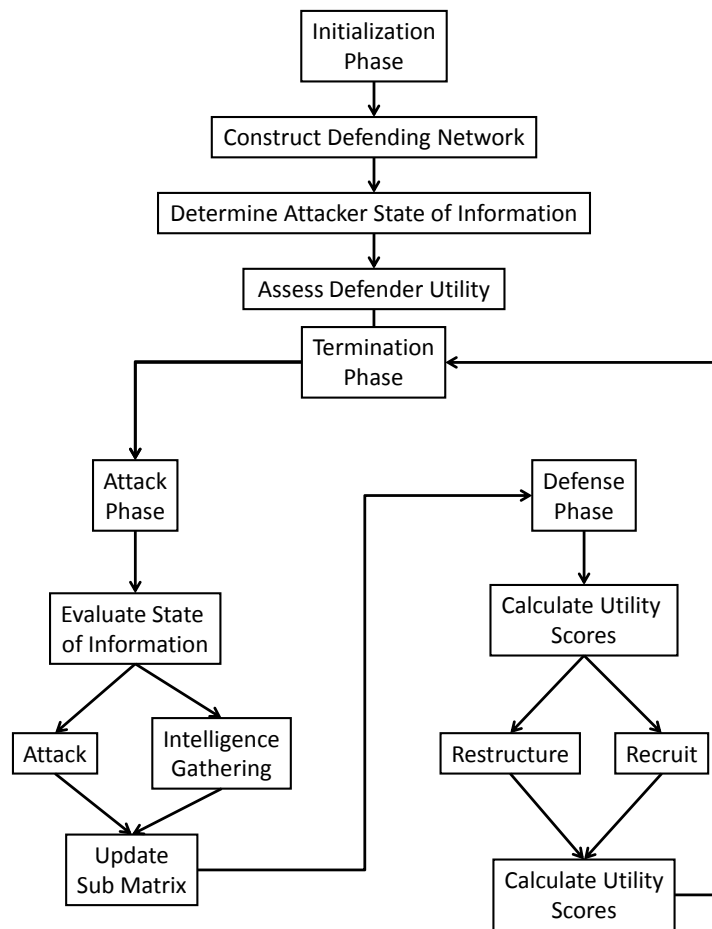 Initialization
Phase
Construct Defending Network
Determine Attacker State of Information
Assess Defender Utility
Termination
Phase
Attack
Phase
Evaluate State
of Information
Attack
Intelligence
Gathering
Update
Sub Matrix
Defense
Phase
Calculate Utility
Scores
Restructure
Recruit
Calculate Utility
Scores